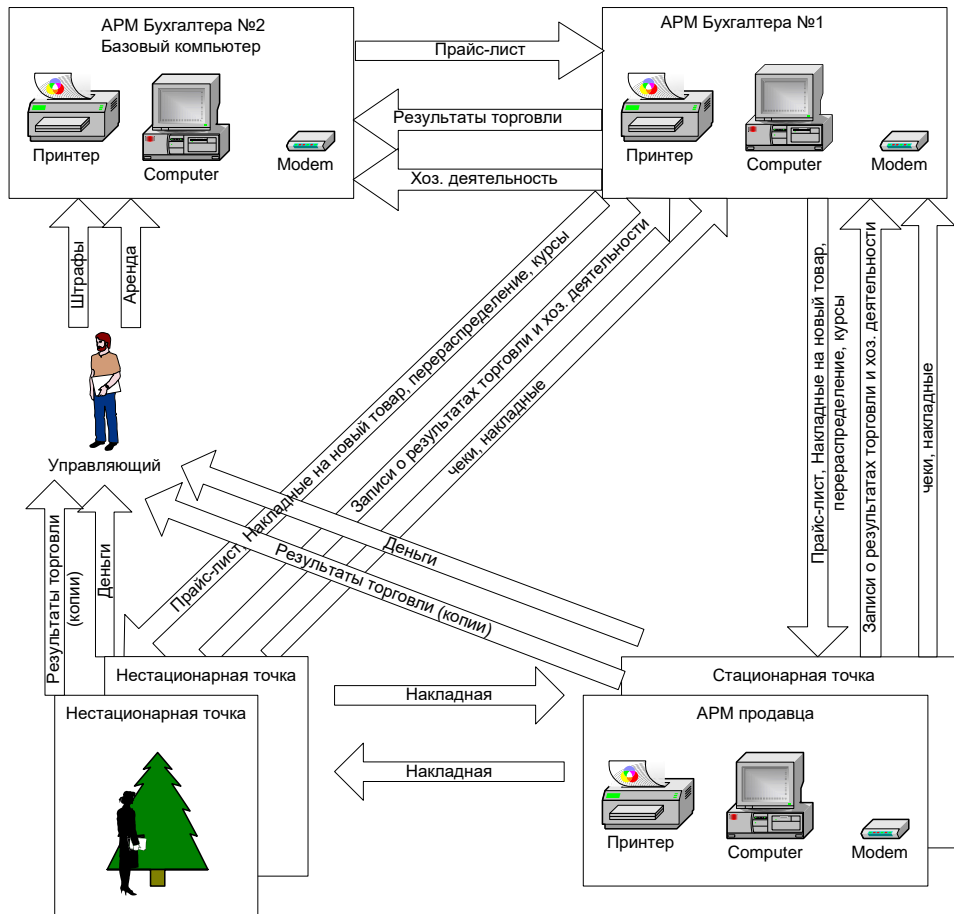 АРМ Бухгалтера №2
Базовый компьютер
Принтер
Computer
Modem
Прайс-лист
Результаты торговли
Хоз. деятельность
АРМ Бухгалтера №1
Принтер
Computer
Modem
Штрафы
Аренда
Управляющий
Прайс-лист, Накладные на новый товар, перераспределение, курсы
Записи о результатах торговли и хоз. деятельности
чеки, накладные
Прайс-лист, Накладные на новый товар,
перераспределение, курсы
Записи о результатах торговли и хоз. деятельности
чеки, накладные
Результаты торговли
(копии)
Деньги
Деньги
Результаты торговли (копии)
Нестационарная точка
Нестационарная точка
Накладная
Накладная
Стационарная точка
АРМ продавца
Принтер
Computer
Modem